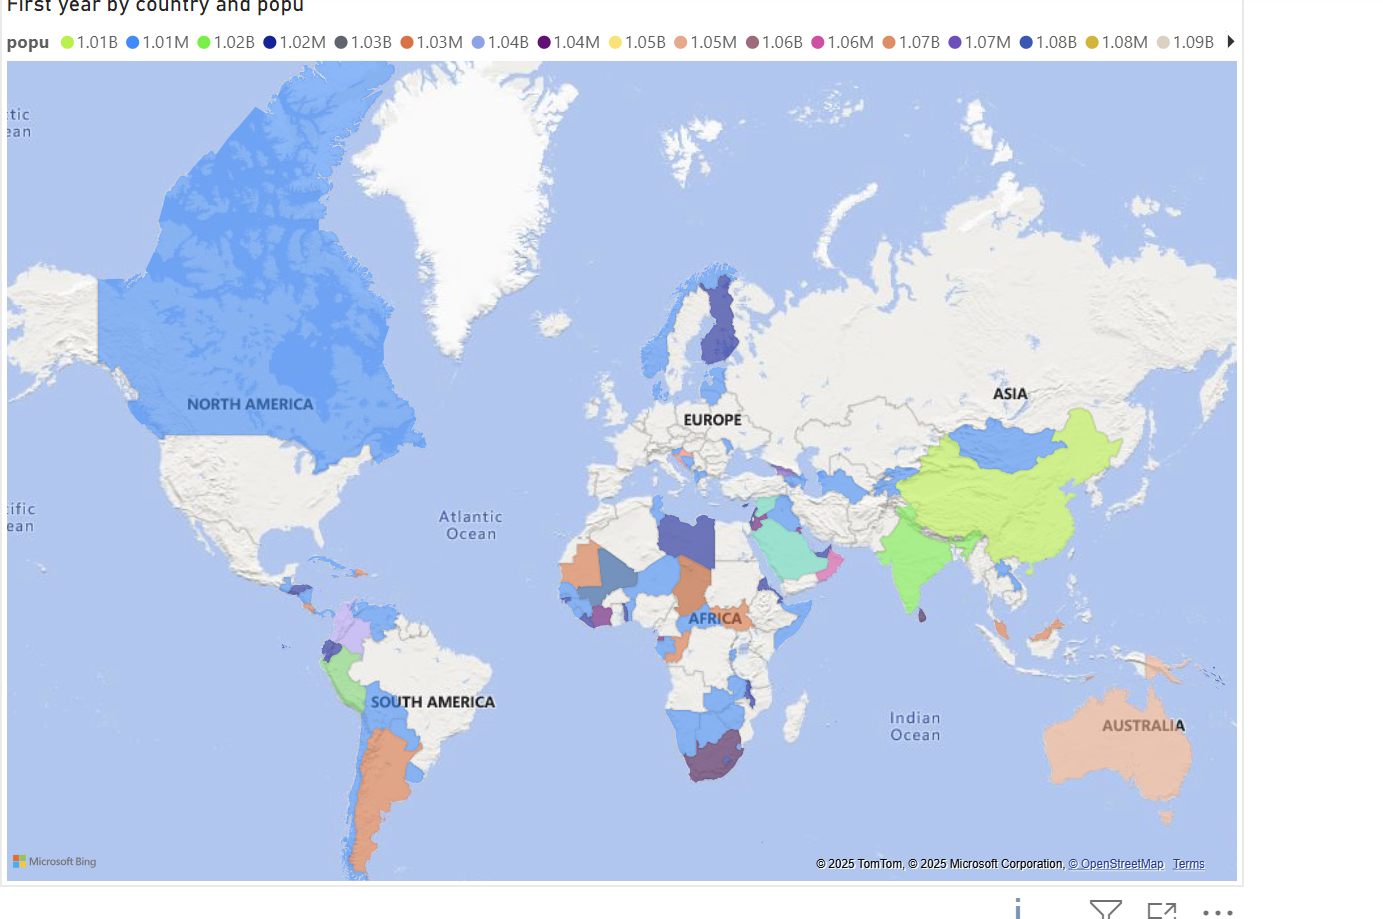 First year by country and popu
popu 1.01B 1.01M 1.02B 1.02M 1.03B 1.03M 1.04B 1.04M 1.05B 1.05M 1.06B 1.06M 1.07B 1.07M 1.08B 1.08M 1.09B
tic
ean
ASIA
NORTH AMERICA
EUROPE
ific
ean
Atlantic
Ocean
AFRICA
SOUTH AMERICA
Indian
Ocean
AUSTRALIA
Microsoft Bing
© 2025 TomTom, © 2025 Microsoft Corporation, © OpenStreetMap Terms